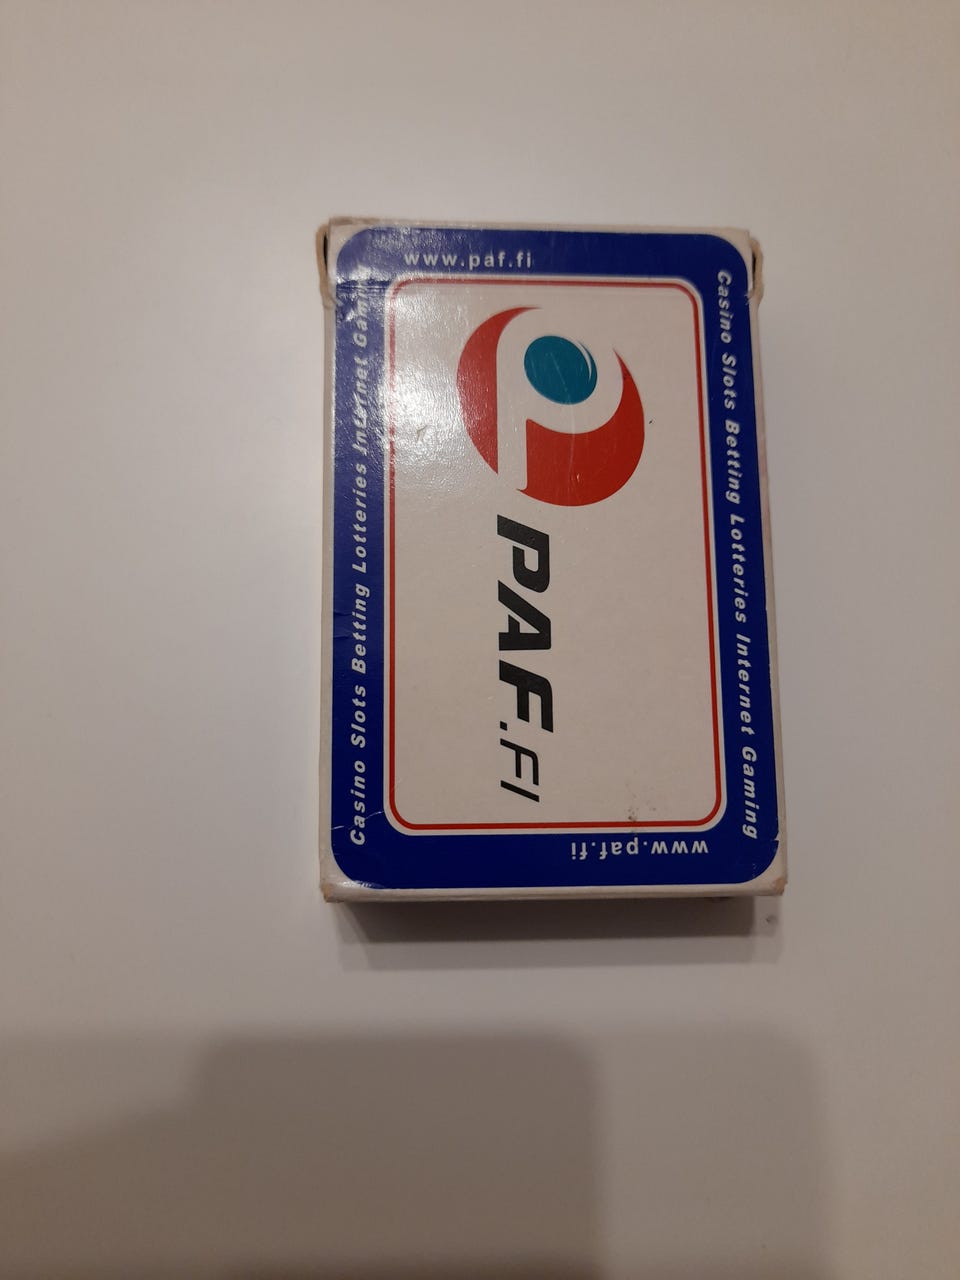 www.paf.fi
Casino Slots Betting Lotteries Internet Gaming
PAF.FI
Casino Slots Betting Lotteries Internet Gaming
www.paf.fi